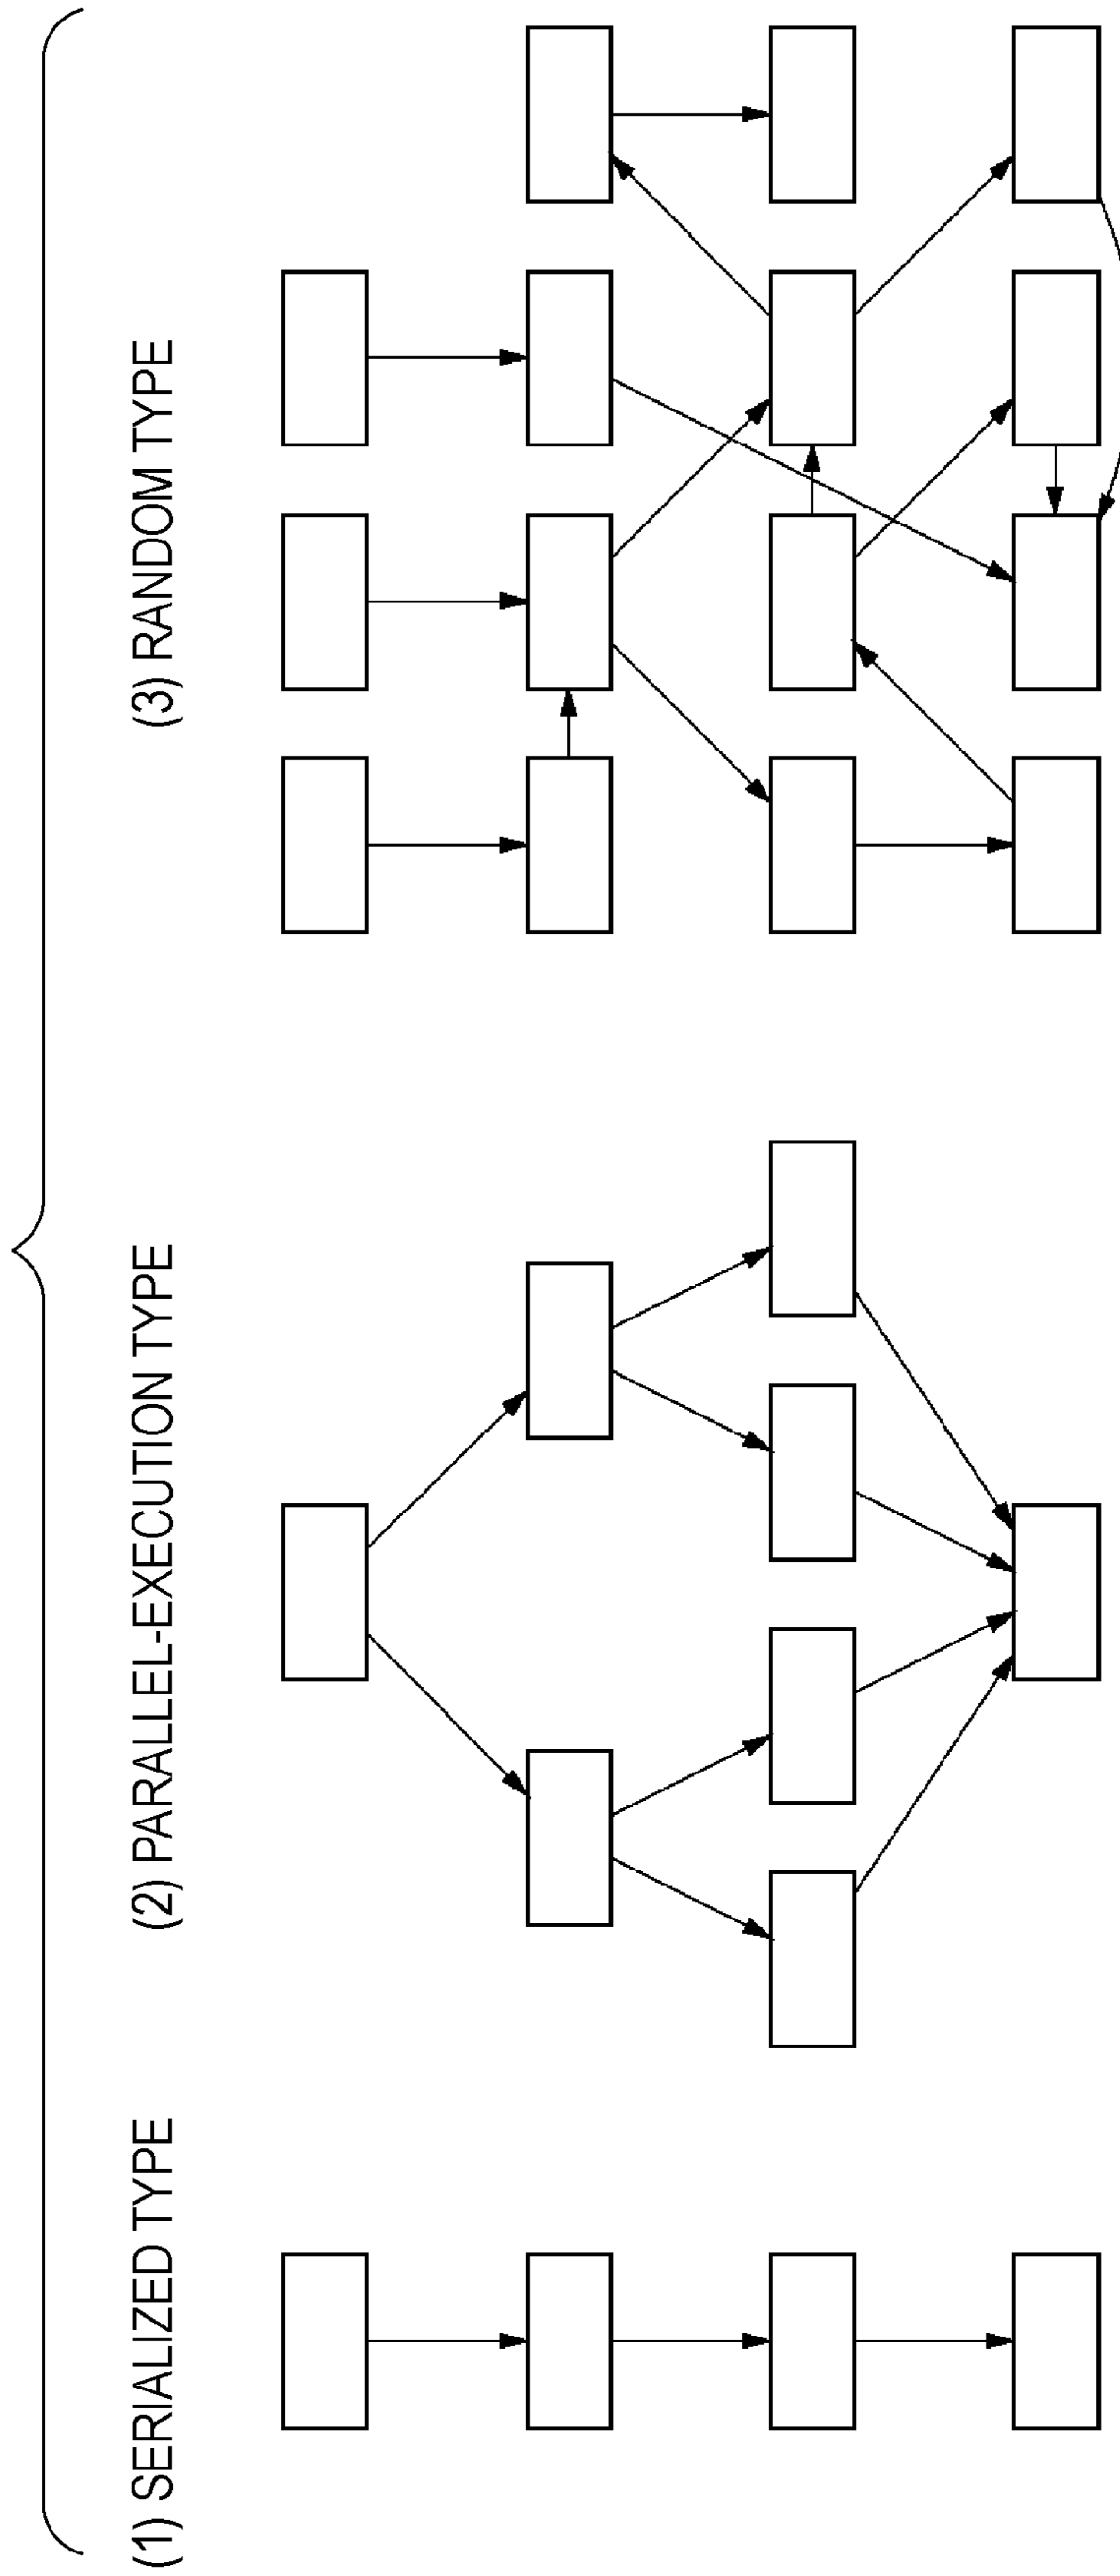 (1) SERIALIZED TYPE
(2) PARALLEL-EXECUTION TYPE
(3) RANDOM TYPE